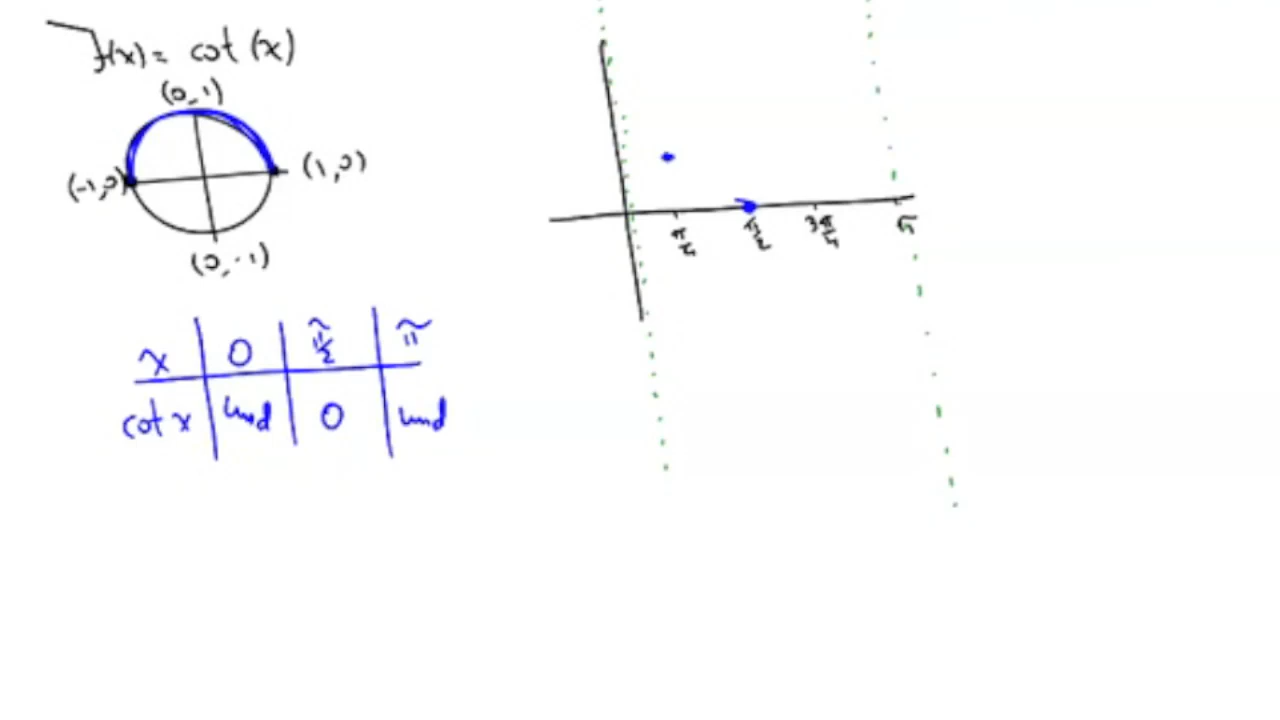 f(x) = cot (x)
(0,1)
(-1,0)
(1,0)
(0,-1)
x 0 π/2 π
cot x und 0 und
π/4 π/2 3π/4 π